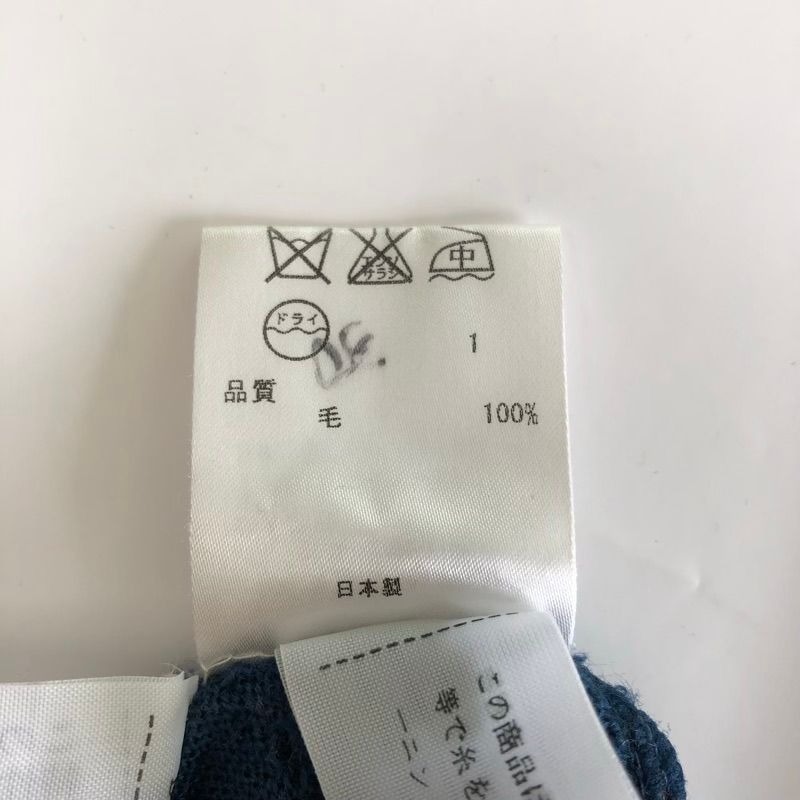 エンソ
サラシ
中
ドライ
1
品質
毛 100%
日本製
この商品は
等で糸を
ーニン